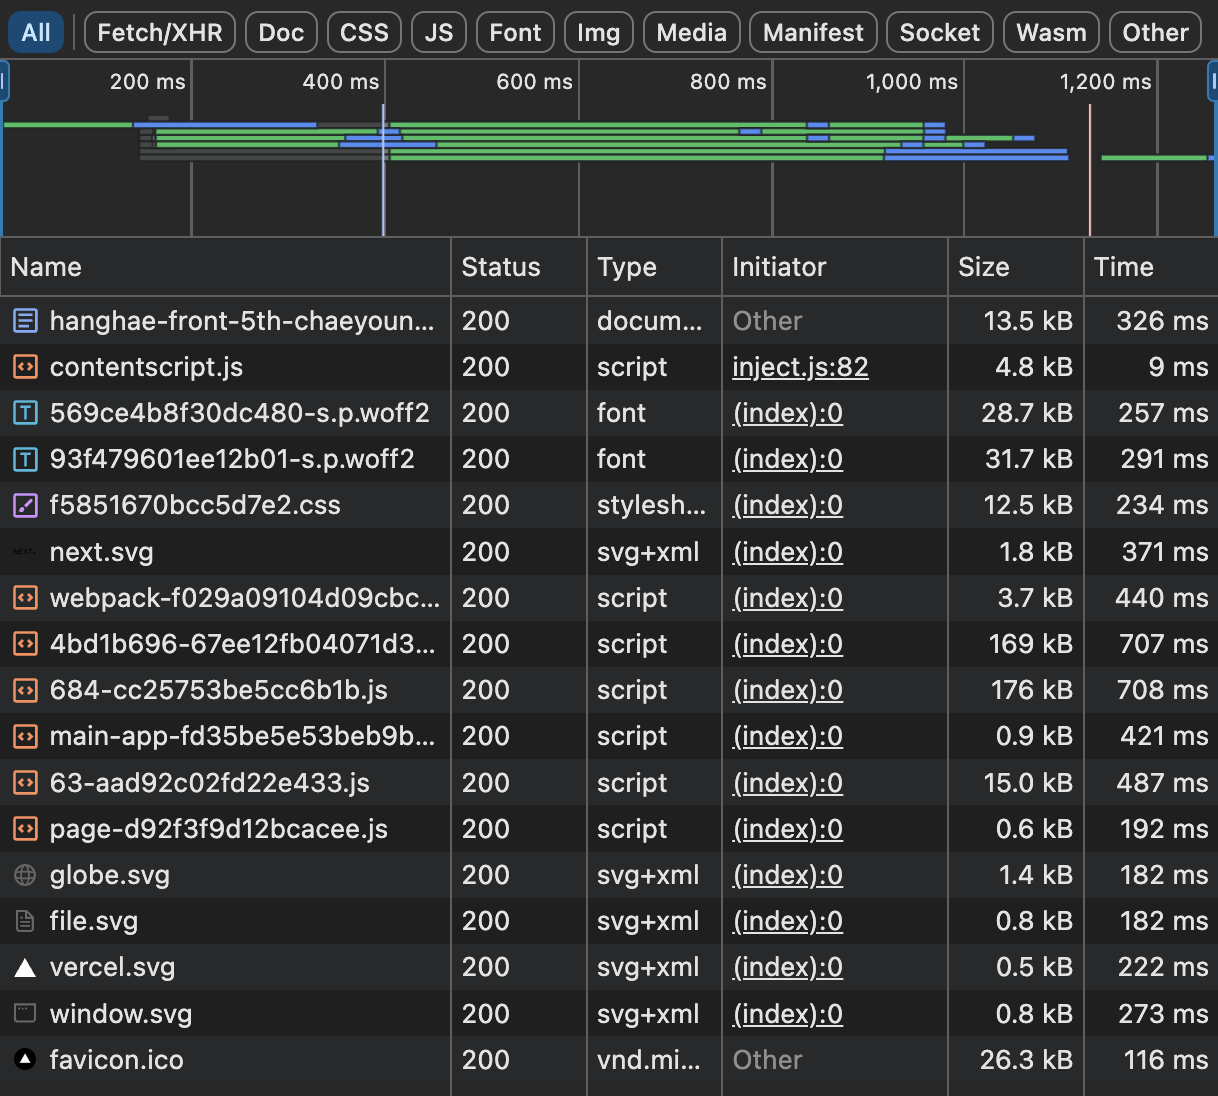 All Fetch/XHR Doc CSS JS Font Img Media Manifest Socket Wasm Other
200 ms 400 ms 600 ms 800 ms 1,000 ms 1,200 ms
Name Status Type Initiator Size Time
hanghae-front-5th-chaeyoun... 200 docum... Other 13.5 kB 326 ms
contentscript.js 200 script inject.js:82 4.8 kB 9 ms
569ce4b8f30dc480-s.p.woff2 200 font (index):0 28.7 kB 257 ms
93f479601ee12b01-s.p.woff2 200 font (index):0 31.7 kB 291 ms
f5851670bcc5d7e2.css 200 stylesh... (index):0 12.5 kB 234 ms
next.svg 200 svg+xml (index):0 1.8 kB 371 ms
webpack-f029a09104d09cbc... 200 script (index):0 3.7 kB 440 ms
4bd1b696-67ee12fb04071d3... 200 script (index):0 169 kB 707 ms
684-cc25753be5cc6b1b.js 200 script (index):0 176 kB 708 ms
main-app-fd35be5e53beb9b... 200 script (index):0 0.9 kB 421 ms
63-aad92c02fd22e433.js 200 script (index):0 15.0 kB 487 ms
page-d92f3f9d12bcacee.js 200 script (index):0 0.6 kB 192 ms
globe.svg 200 svg+xml (index):0 1.4 kB 182 ms
file.svg 200 svg+xml (index):0 0.8 kB 182 ms
vercel.svg 200 svg+xml (index):0 0.5 kB 222 ms
window.svg 200 svg+xml (index):0 0.8 kB 273 ms
favicon.ico 200 vnd.mi... Other 26.3 kB 116 ms